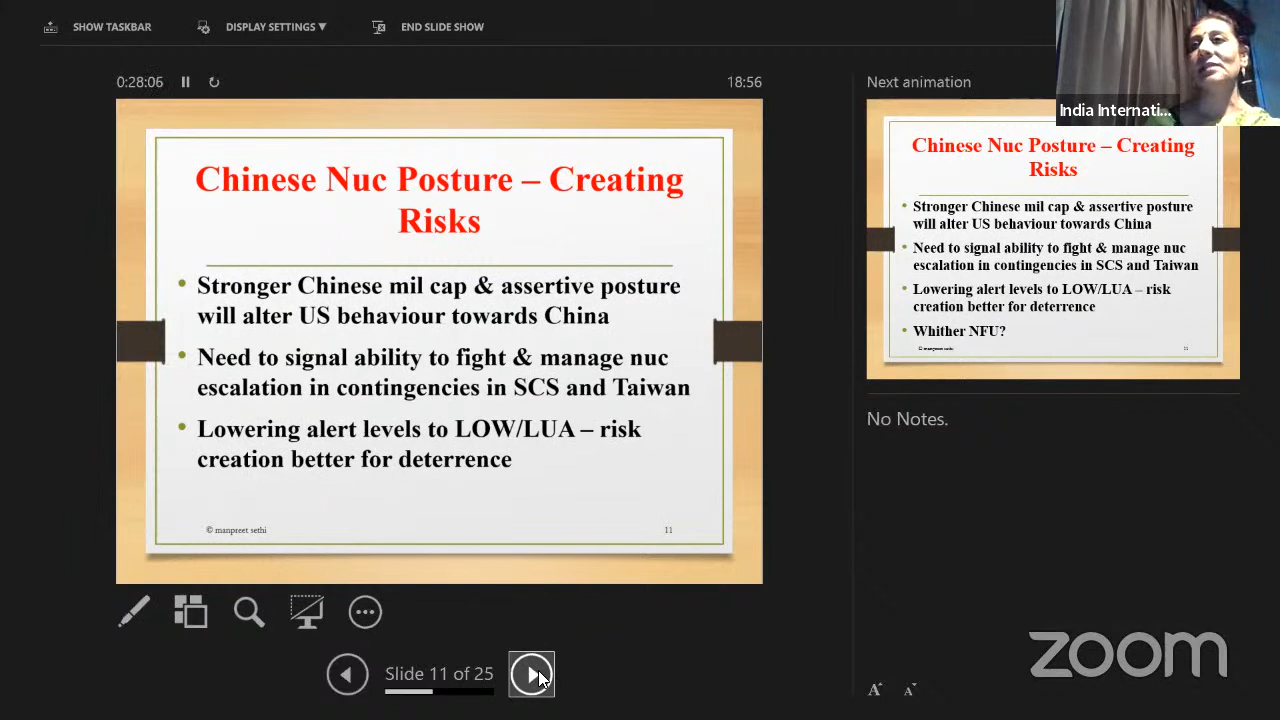 SHOW TASKBAR
DISPLAY SETTINGS ▼
END SLIDE SHOW
0:28:06
18:56
Chinese Nuc Posture – Creating
Risks
• Stronger Chinese mil cap & assertive posture
will alter US behaviour towards China
• Need to signal ability to fight & manage nuc
escalation in contingencies in SCS and Taiwan
• Lowering alert levels to LOW/LUA – risk
creation better for deterrence
© manpreet sethi
11
Slide 11 of 25
Next animation
India Internati...
Chinese Nuc Posture – Creating
Risks
• Stronger Chinese mil cap & assertive posture
will alter US behaviour towards China
• Need to signal ability to fight & manage nuc
escalation in contingencies in SCS and Taiwan
• Lowering alert levels to LOW/LUA – risk
creation better for deterrence
• Whither NFU?
© manpreet sethi
11
No Notes.
A A
zoom